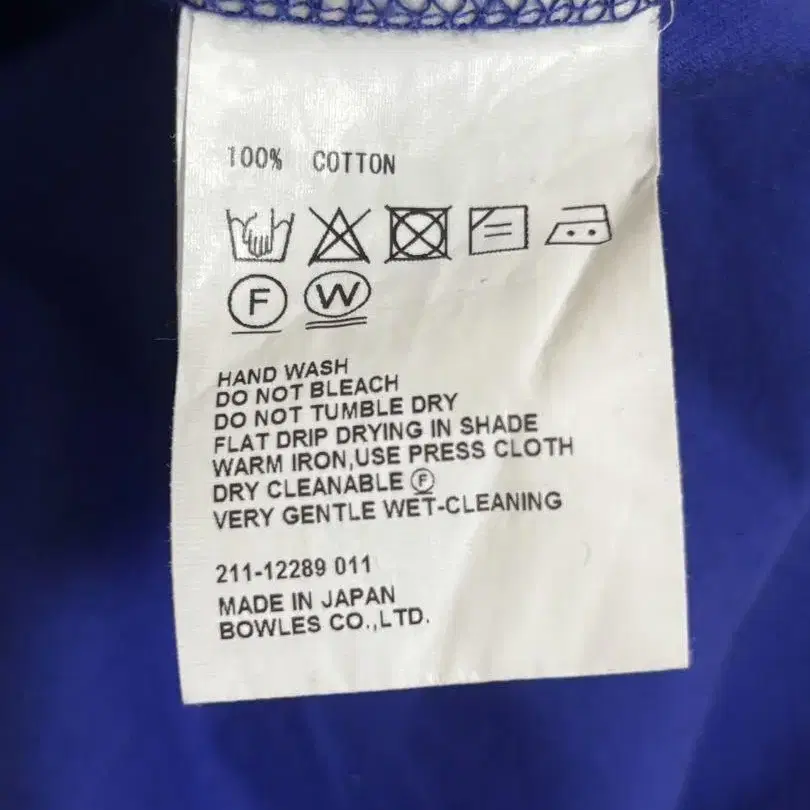 100% COTTON
F W
HAND WASH
DO NOT BLEACH
DO NOT TUMBLE DRY
FLAT DRIP DRYING IN SHADE
WARM IRON,USE PRESS CLOTH
DRY CLEANABLE Ⓕ
VERY GENTLE WET-CLEANING
211-12289 011
MADE IN JAPAN
BOWLES CO.,LTD.